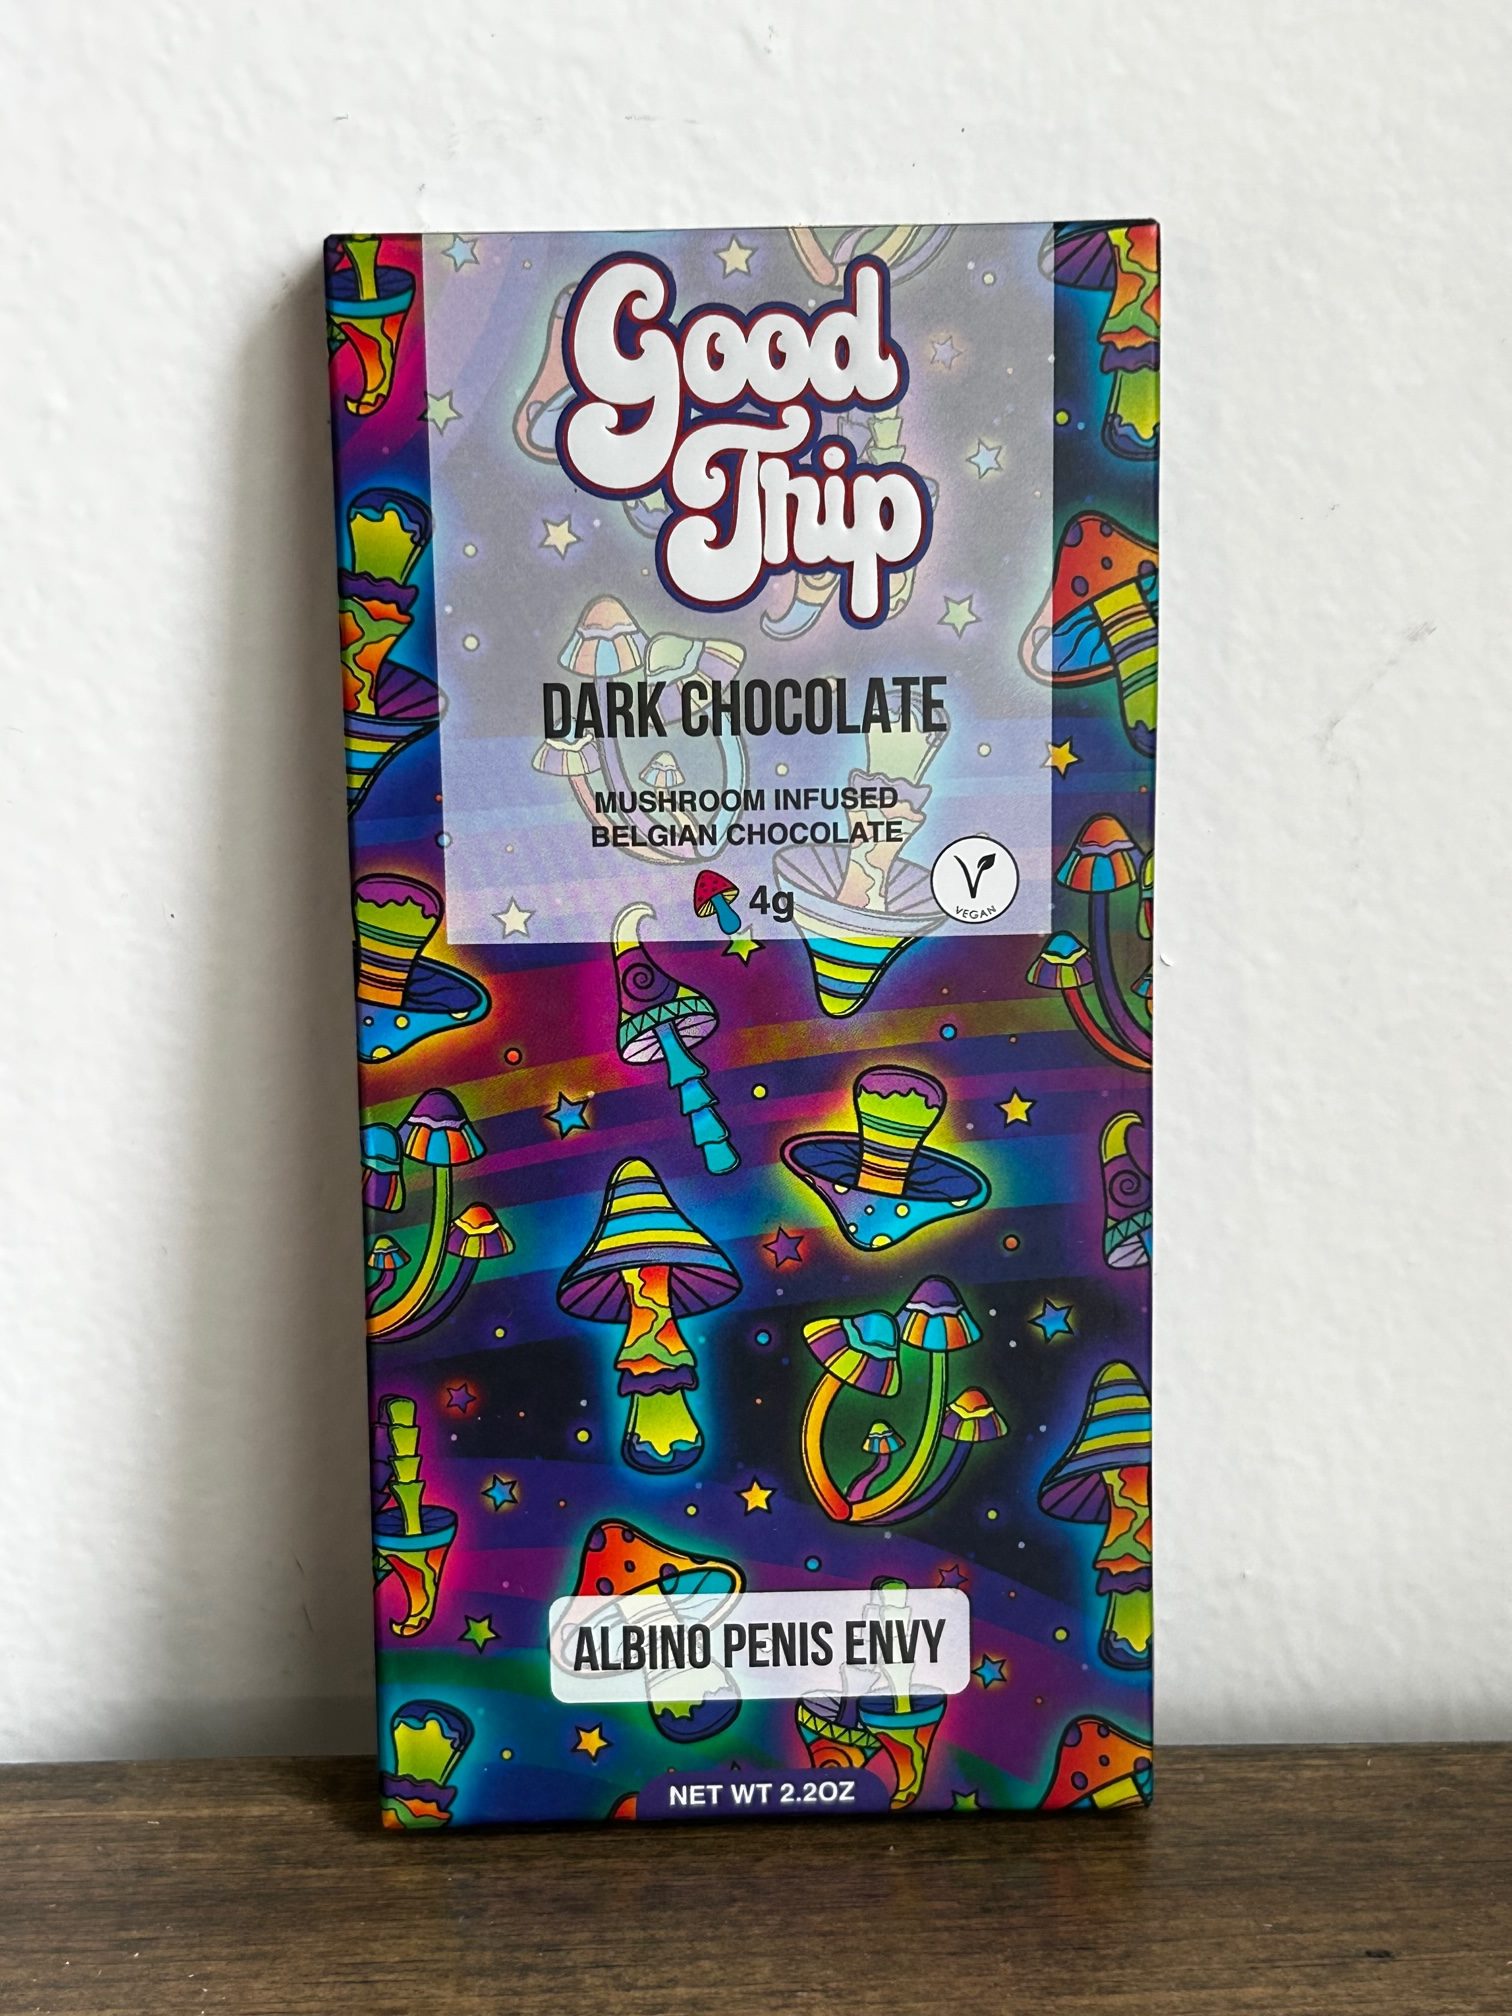 Good
Trip
DARK CHOCOLATE
MUSHROOM INFUSED
BELGIAN CHOCOLATE
4g
VEGAN
ALBINO PENIS ENVY
NET WT 2.2OZ